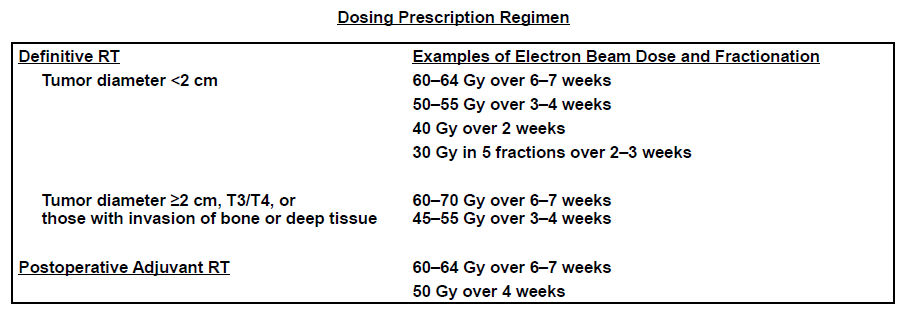 Dosing Prescription Regimen
Definitive RT Examples of Electron Beam Dose and Fractionation
Tumor diameter <2 cm 60–64 Gy over 6–7 weeks
50–55 Gy over 3–4 weeks
40 Gy over 2 weeks
30 Gy in 5 fractions over 2–3 weeks
Tumor diameter ≥2 cm, T3/T4, or 60–70 Gy over 6–7 weeks
those with invasion of bone or deep tissue 45–55 Gy over 3–4 weeks
Postoperative Adjuvant RT 60–64 Gy over 6–7 weeks
50 Gy over 4 weeks